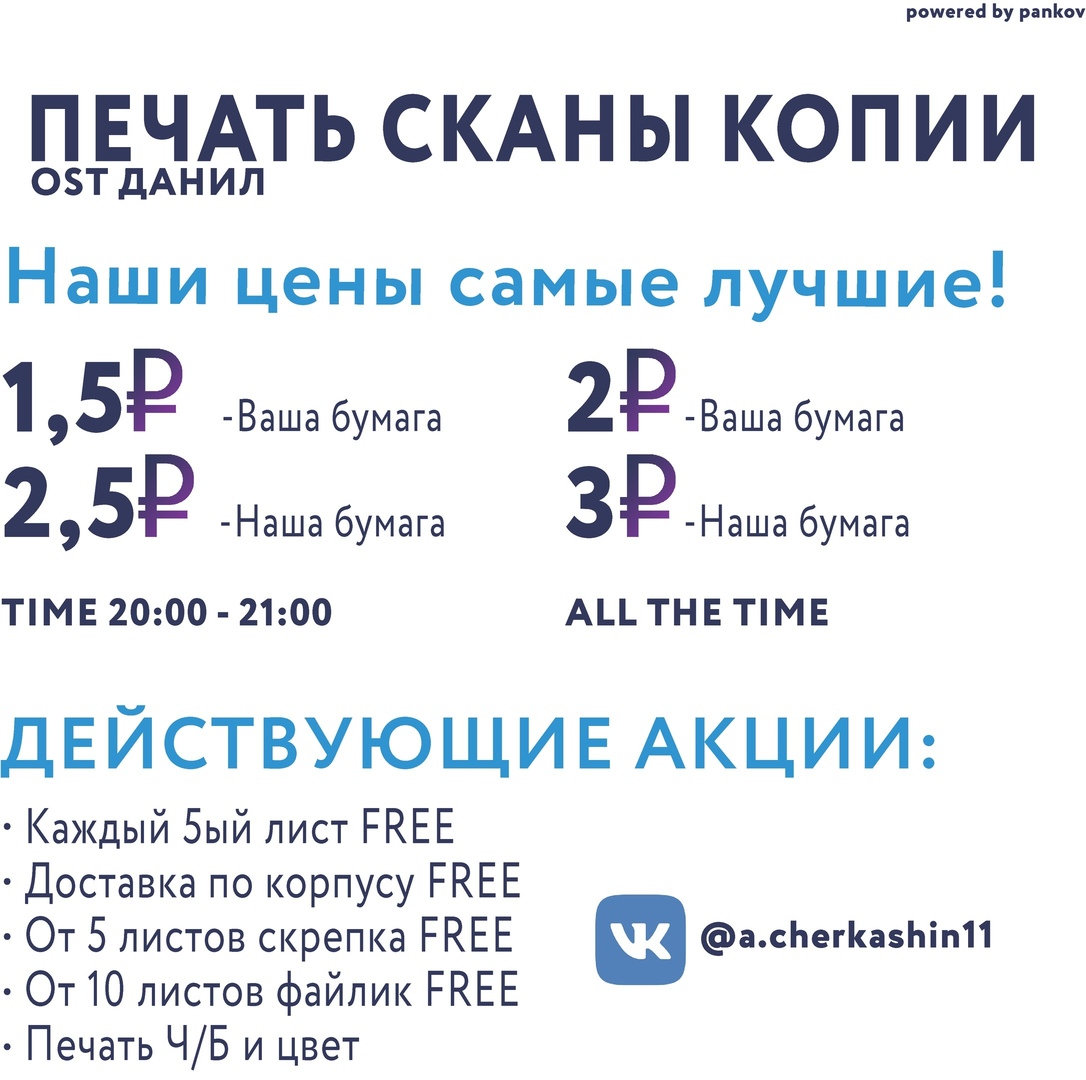 powered by pankov
ПЕЧАТЬ СКАНЫ КОПИИ
OST ДАНИЛ
Наши цены самые лучшие!
1,5₽ -Ваша бумага
2₽ -Ваша бумага
2,5₽ -Наша бумага
3₽ -Наша бумага
TIME 20:00 - 21:00
ALL THE TIME
ДЕЙСТВУЮЩИЕ АКЦИИ:
· Каждый 5ый лист FREE
· Доставка по корпусу FREE
· От 5 листов скрепка FREE
· От 10 листов файлик FREE
· Печать Ч/Б и цвет
@a.cherkashin11